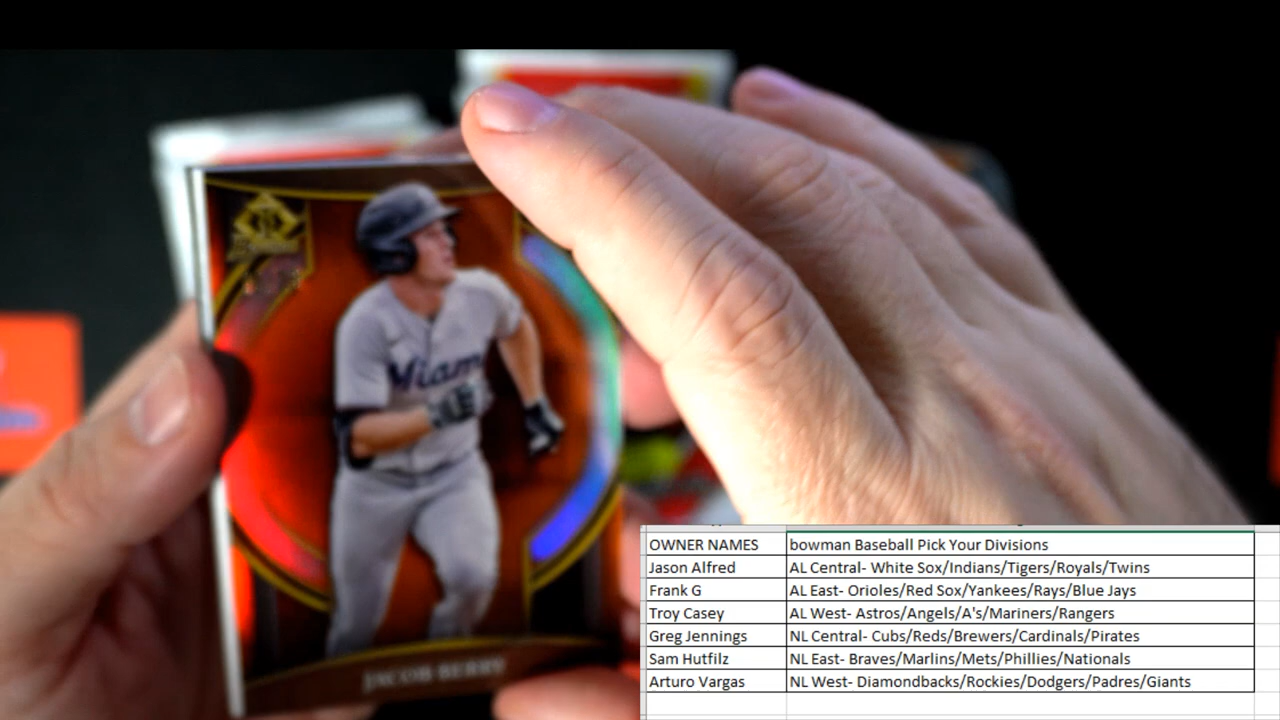 Miami
JACOB BERRY
OWNER NAMES bowman Baseball Pick Your Divisions
Jason Alfred AL Central- White Sox/Indians/Tigers/Royals/Twins
Frank G AL East- Orioles/Red Sox/Yankees/Rays/Blue Jays
Troy Casey AL West- Astros/Angels/A's/Mariners/Rangers
Greg Jennings NL Central- Cubs/Reds/Brewers/Cardinals/Pirates
Sam Hutfilz NL East- Braves/Marlins/Mets/Phillies/Nationals
Arturo Vargas NL West- Diamondbacks/Rockies/Dodgers/Padres/Giants